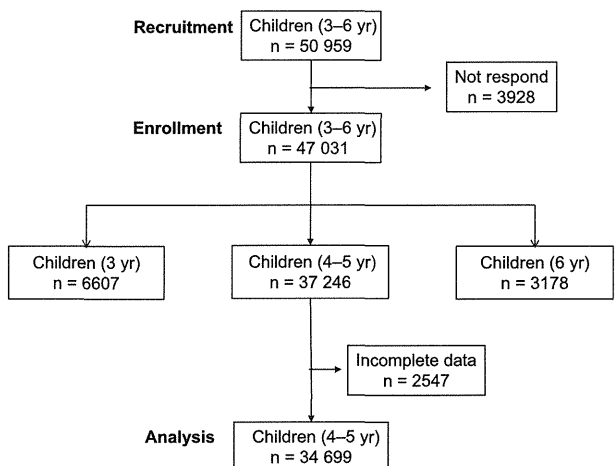 Recruitment
Children (3–6 yr)
n = 50 959
Not respond
n = 3928
Enrollment
Children (3–6 yr)
n = 47 031
Children (3 yr)
n = 6607
Children (4–5 yr)
n = 37 246
Children (6 yr)
n = 3178
Incomplete data
n = 2547
Analysis
Children (4–5 yr)
n = 34 699